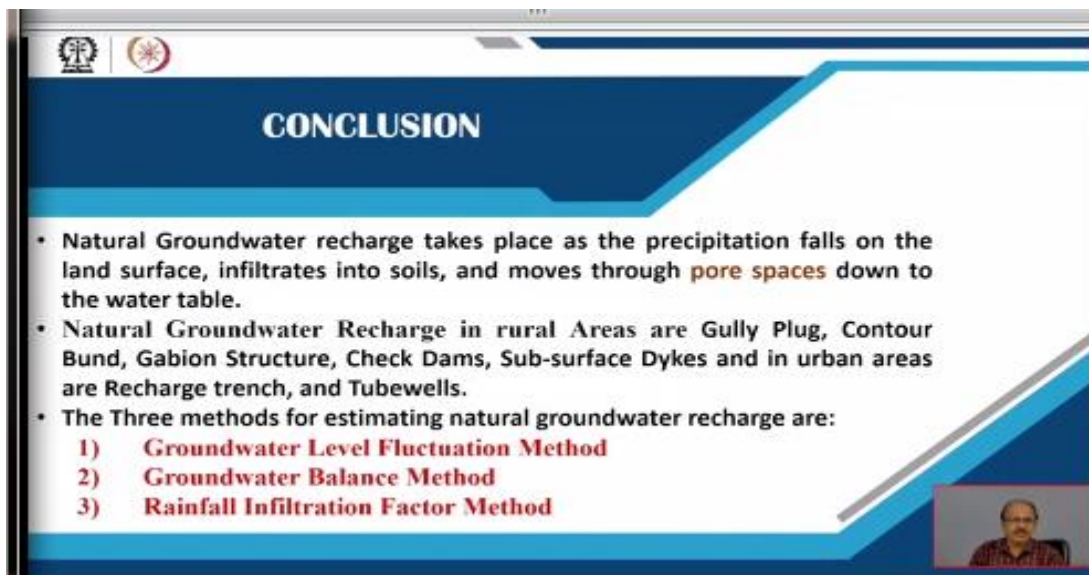 CONCLUSION
• Natural Groundwater recharge takes place as the precipitation falls on the
land surface, infiltrates into soils, and moves through pore spaces down to
the water table.
• Natural Groundwater Recharge in rural Areas are Gully Plug, Contour
Bund, Gabion Structure, Check Dams, Sub-surface Dykes and in urban areas
are Recharge trench, and Tubewells.
• The Three methods for estimating natural groundwater recharge are:
1) Groundwater Level Fluctuation Method
2) Groundwater Balance Method
3) Rainfall Infiltration Factor Method